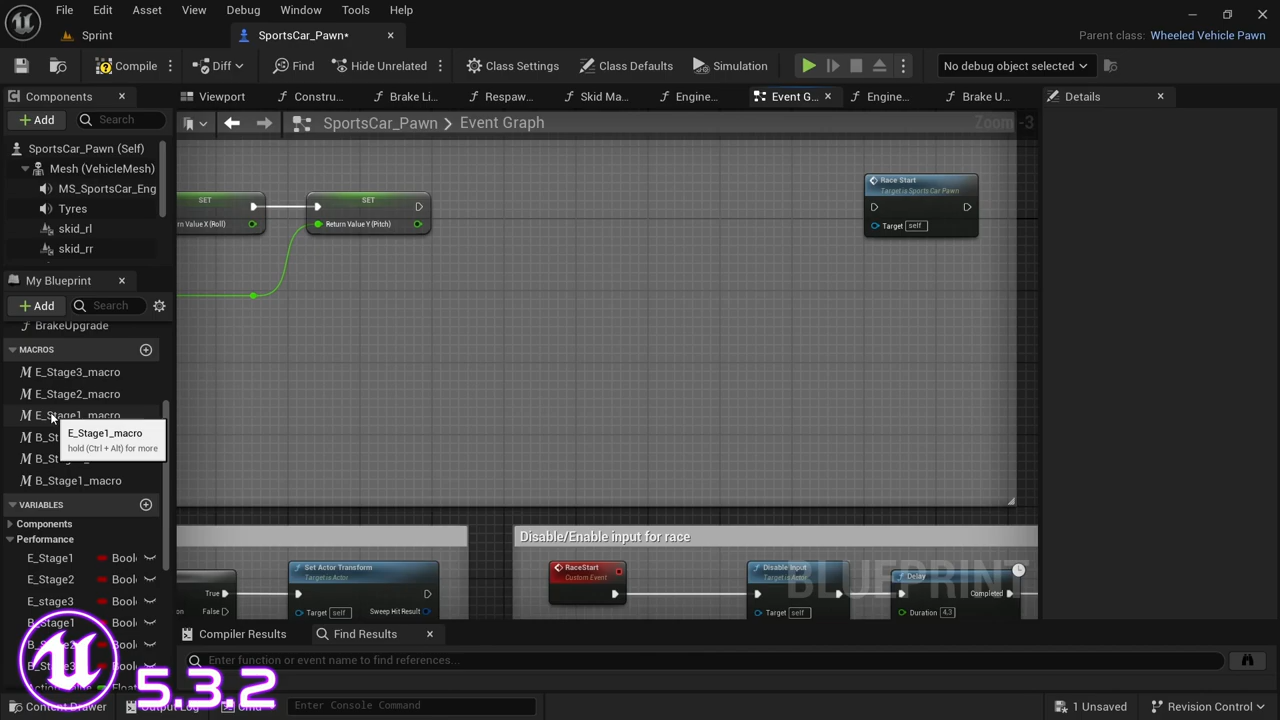 File Edit Asset View Debug Window Tools Help
Sprint SportsCar_Pawn* Parent class: Wheeled Vehicle Pawn
Compile Diff Find Hide Unrelated Class Settings Class Defaults Simulation No debug object selected
Components Viewport Constru... Brake Li... Respaw... Skid Ma... Engine... Event G... Engine... Brake U... Details
+ Add Search
SportsCar_Pawn > Event Graph Zoom -3
SportsCar_Pawn (Self)
Mesh (VehicleMesh)
MS_SportsCar_Eng
Tyres
skid_rl
skid_rr
My Blueprint
+ Add Search
BrakeUpgrade
MACROS
E_Stage3_macro
E_Stage2_macro
E_Stage1_macro
E_Stage1_macro
hold (Ctrl + Alt) for more
B_Stage1_macro
VARIABLES
Components
Performance
E_Stage1 Boole
E_Stage2 Boole
E_stage3 Boole
B_Stage1 Boole
SET
SET
Return Value Y (Pitch)
Race Start
Target is Sports Car Pawn
Target self
Disable/Enable input for race
Set Actor Transform
Target is Actor
Target self
Sweep Hit Result
True
False
RaceStart
Custom Event
Disable Input
Target is Actor
Target self
Delay
Completed
Duration 4,3
BLUEPRINT
Compiler Results Find Results
Enter function or event name to find references...
5.3.2
Content Drawer Output Log Cmd Enter Console Command 1 Unsaved Revision Control